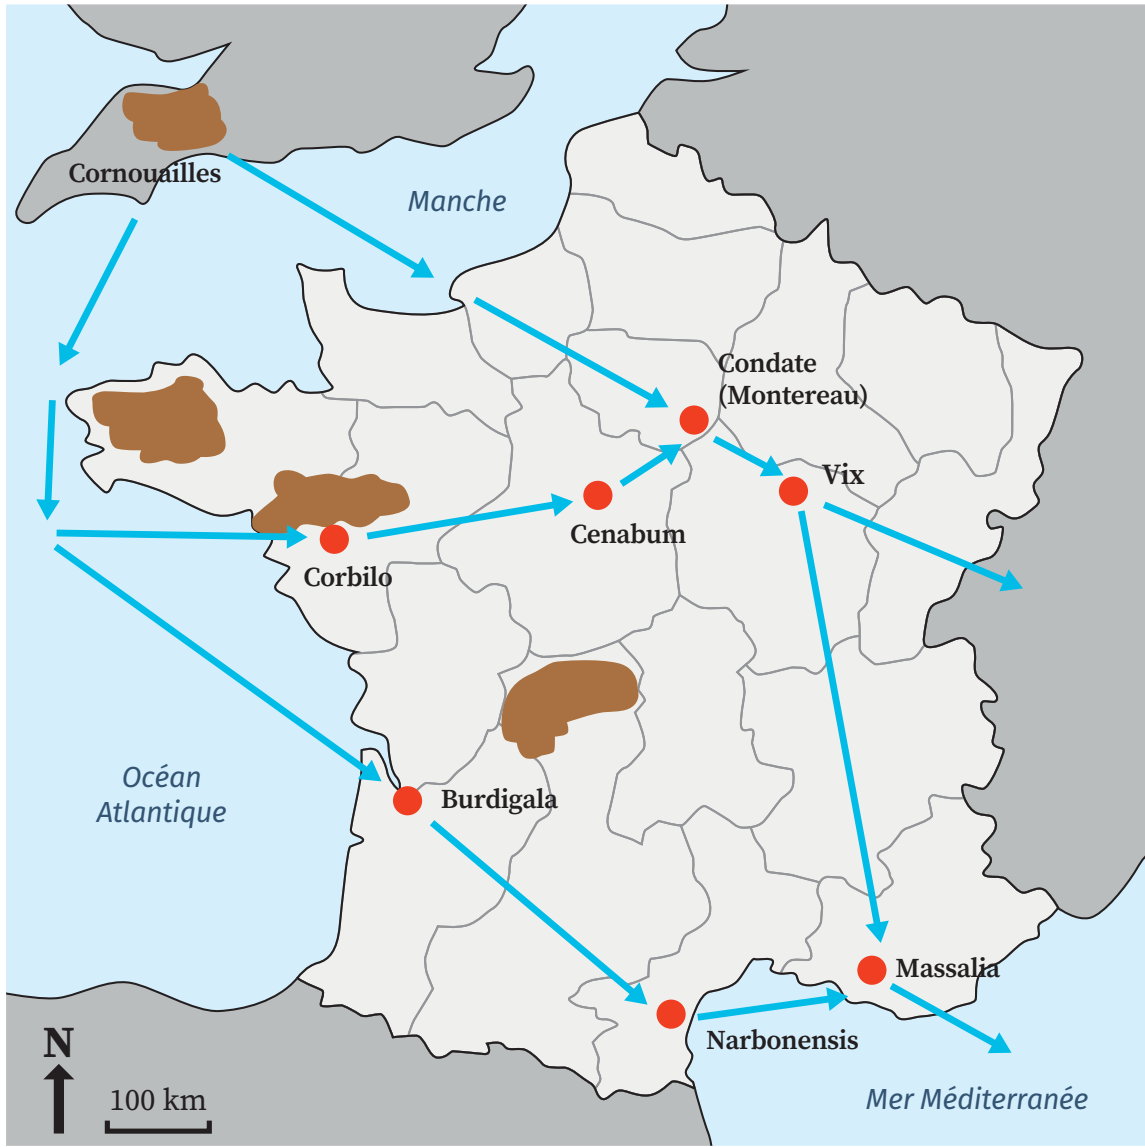 Cornouailles
Manche
Condate
(Montereau)
Vix
Cenabum
Corbilo
Océan
Atlantique
Burdigala
Massalia
Narbonensis
N
100 km
Mer Méditerranée